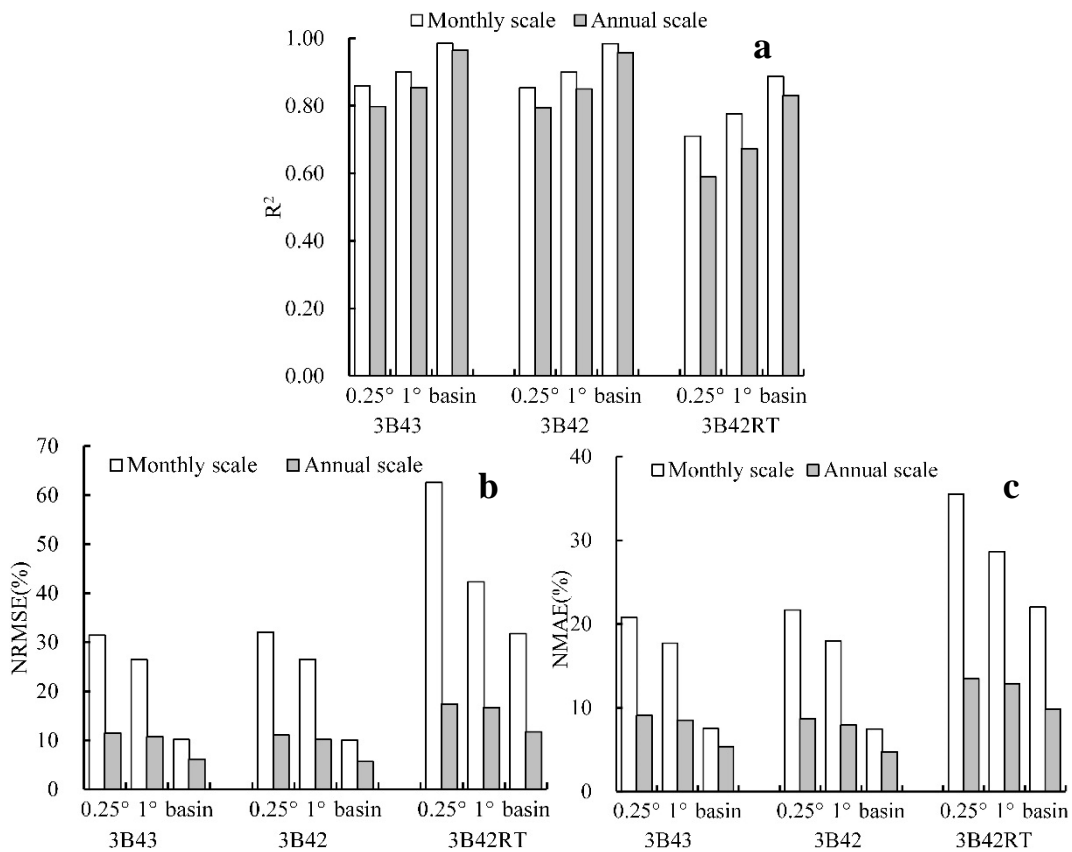 Monthly scale Annual scale
a
1.00
0.80
0.60
0.40
0.20
0.00
R²
0.25° 1° basin 0.25° 1° basin 0.25° 1° basin
3B43 3B42 3B42RT
Monthly scale Annual scale
b
70
60
50
40
30
20
10
0
NRMSE(%)
0.25° 1° basin 0.25° 1° basin 0.25° 1° basin
3B43 3B42 3B42RT
Monthly scale Annual scale
c
40
30
20
10
0
NMAE(%)
0.25° 1° basin 0.25° 1° basin 0.25° 1° basin
3B43 3B42 3B42RT